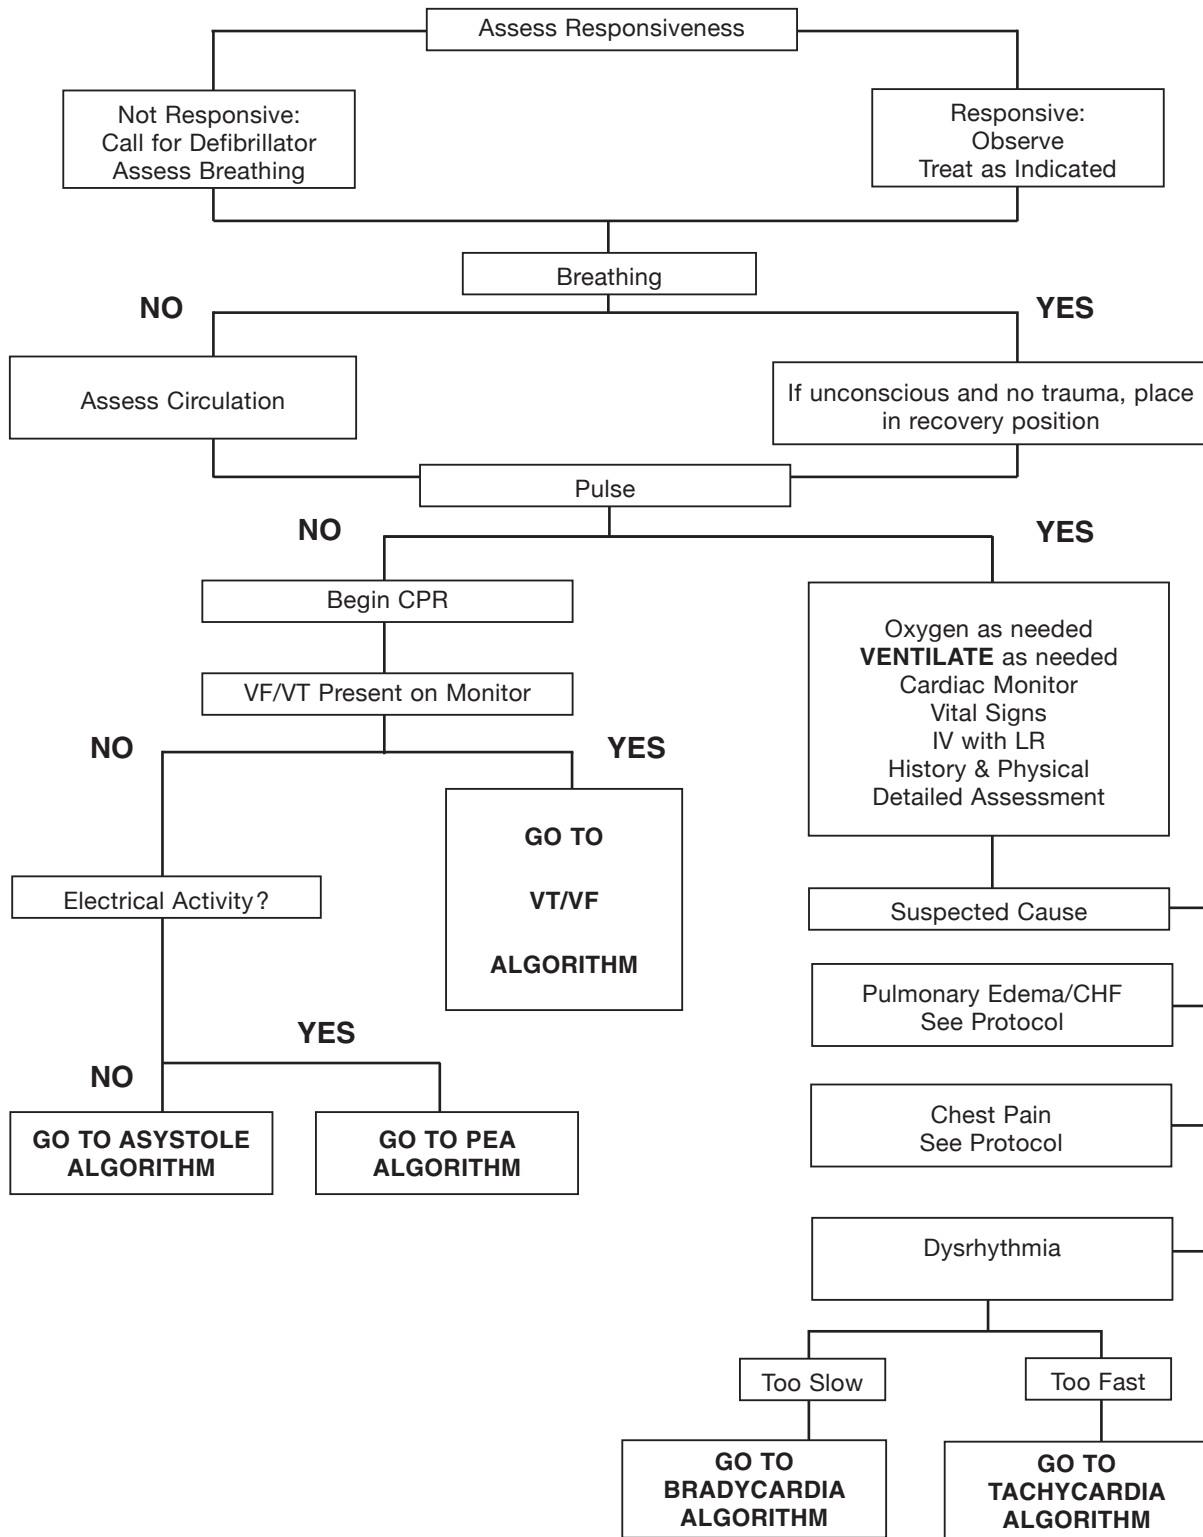 Assess Responsiveness
Not Responsive:
Call for Defibrillator
Assess Breathing
Responsive:
Observe
Treat as Indicated
Breathing
NO
YES
Assess Circulation
If unconscious and no trauma, place
in recovery position
Pulse
NO
YES
Begin CPR
Oxygen as needed
VENTILATE as needed
Cardiac Monitor
Vital Signs
IV with LR
History & Physical
Detailed Assessment
VF/VT Present on Monitor
NO
YES
GO TO
VT/VF
ALGORITHM
Electrical Activity?
Suspected Cause
Pulmonary Edema/CHF
See Protocol
YES
NO
GO TO ASYSTOLE
ALGORITHM
GO TO PEA
ALGORITHM
Chest Pain
See Protocol
Dysrhythmia
Too Slow
Too Fast
GO TO
BRADYCARDIA
ALGORITHM
GO TO
TACHYCARDIA
ALGORITHM